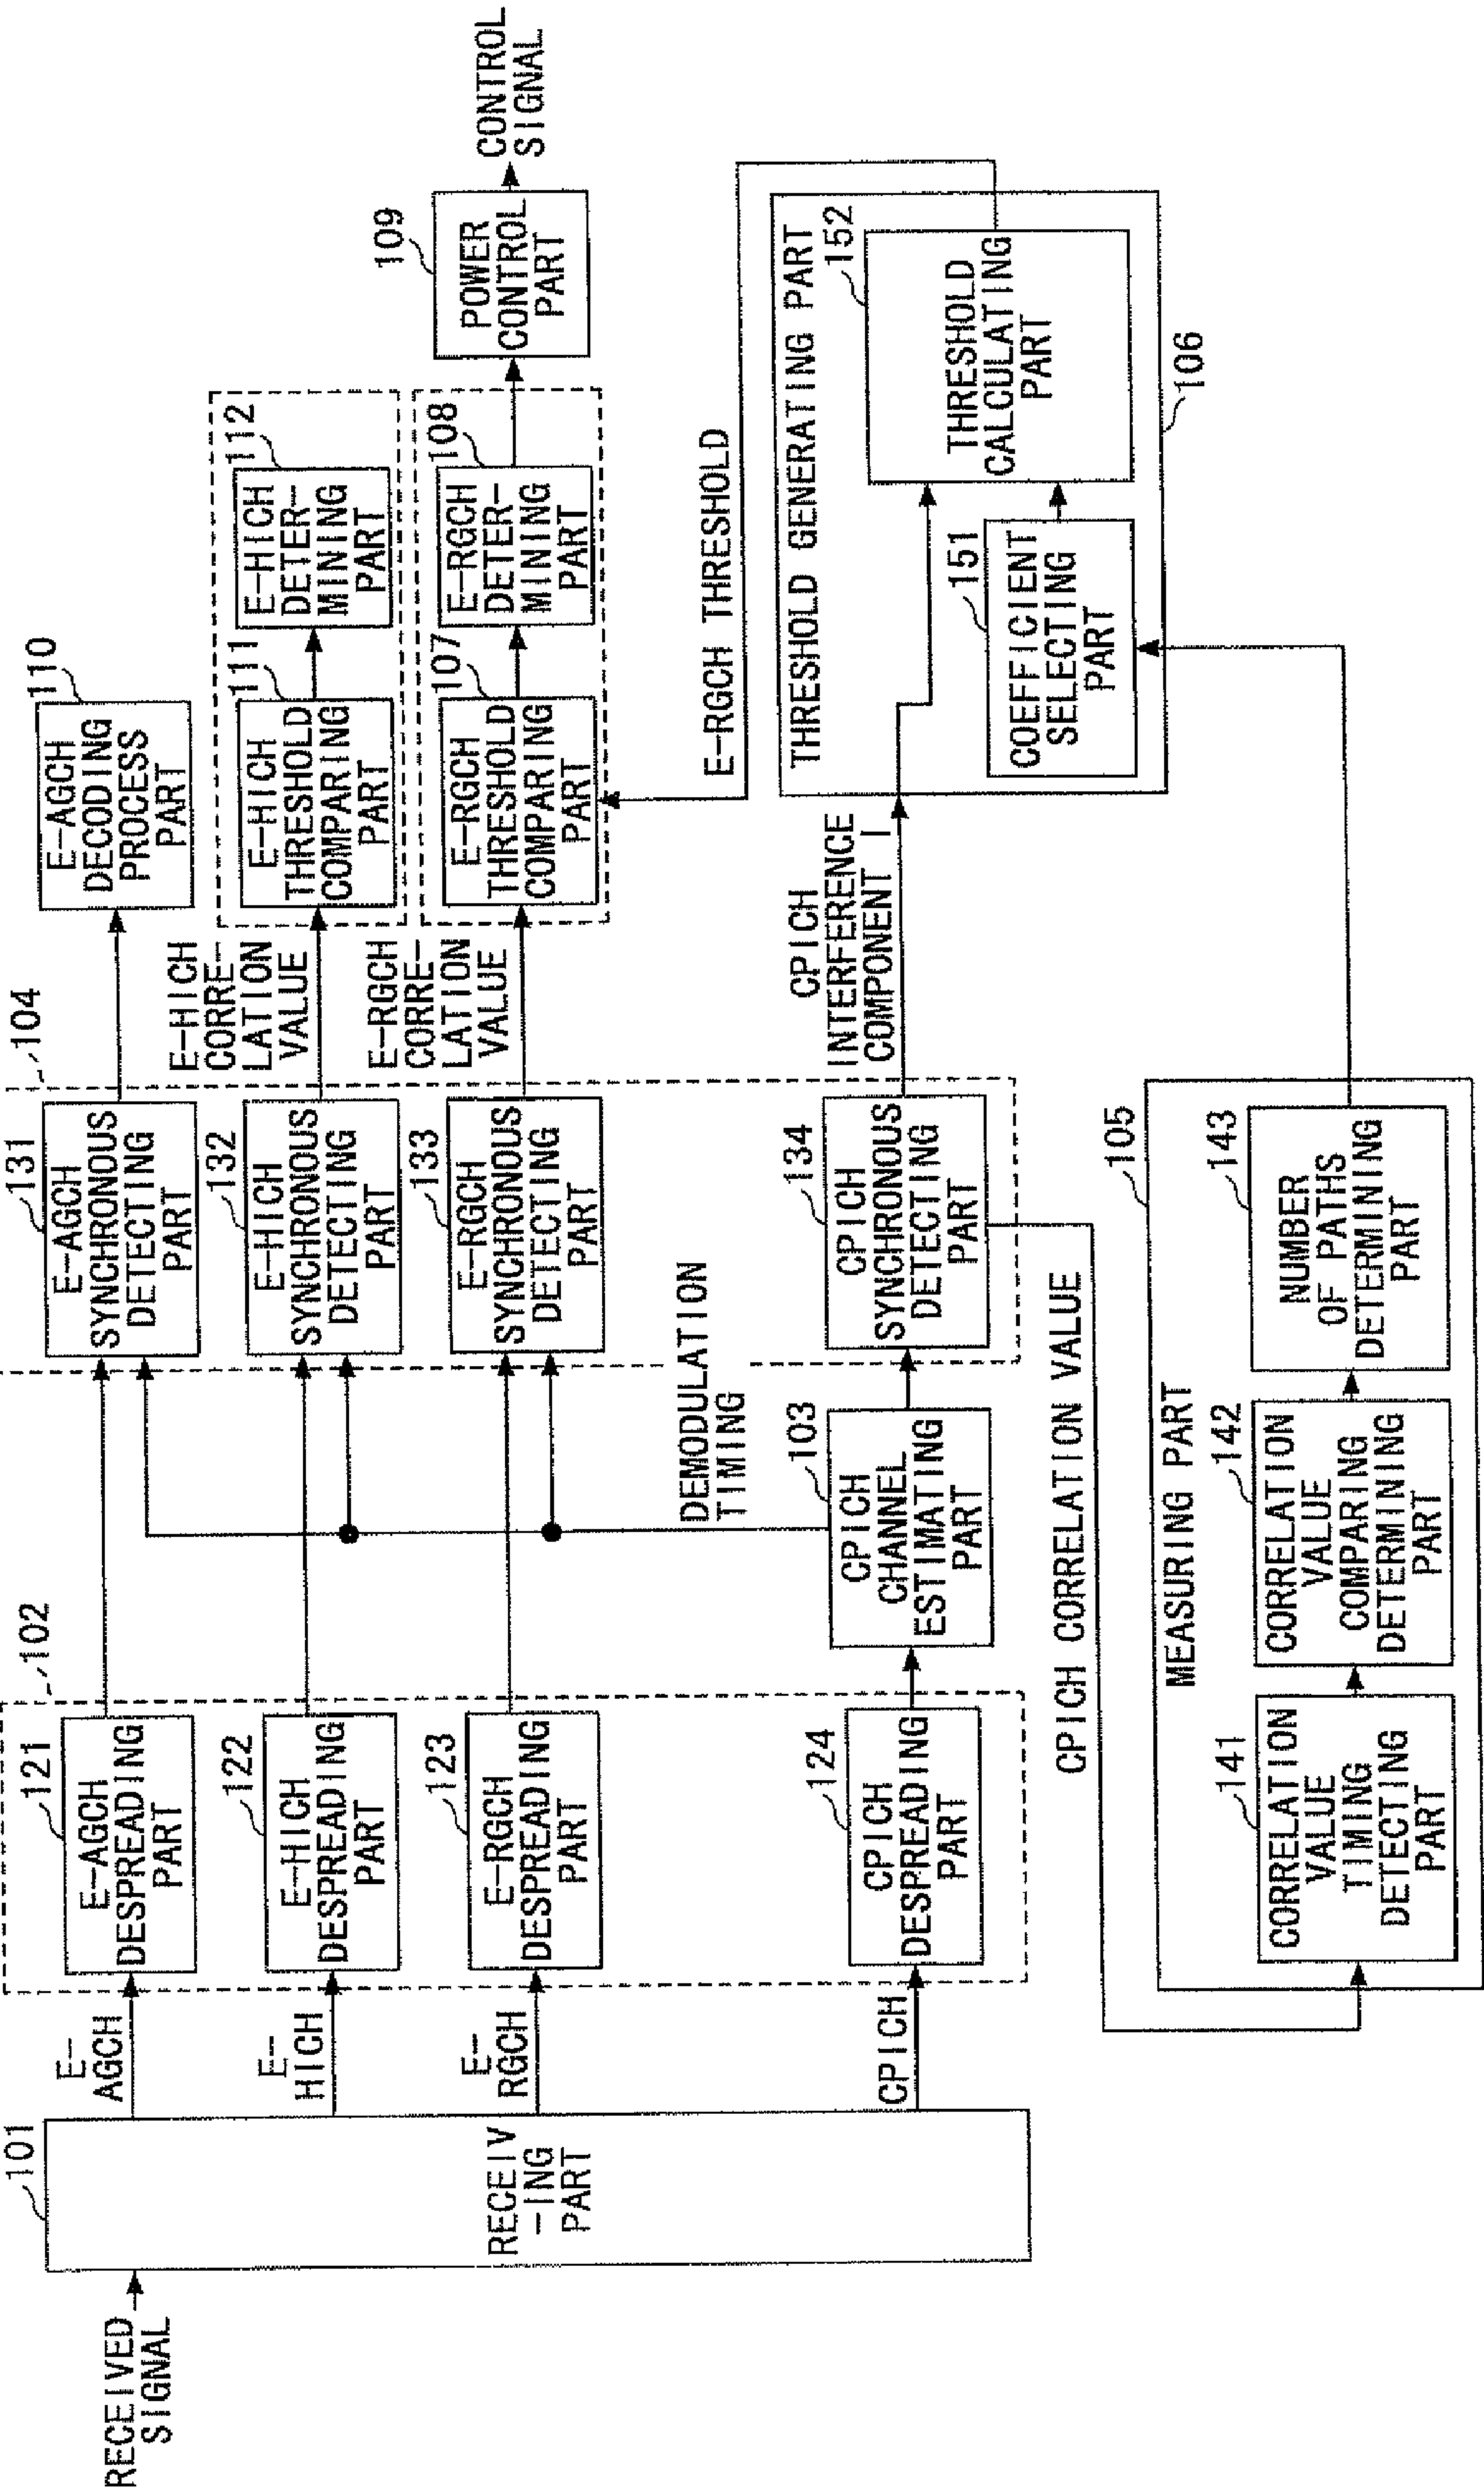 RECEIVED
SIGNAL
101
RECEIV
-ING
PART
E-
AGCH
E-
HICH
E-
RGCH
CPICH
102
121
E-AGCH
DESPREADING
PART
122
E-HICH
DESPREADING
PART
123
E-RGCH
DESPREADING
PART
124
CPICH
DESPREADING
PART
103
CPICH
CHANNEL
ESTIMATING
PART
DEMODULATION
TIMING
104
131
E-AGCH
SYNCHRONOUS
DETECTING
PART
132
E-HICH
SYNCHRONOUS
DETECTING
PART
133
E-RGCH
SYNCHRONOUS
DETECTING
PART
134
CPICH
SYNCHRONOUS
DETECTING
PART
E-HICH
CORRE-
LATION
VALUE
E-RGCH
CORRE-
LATION
VALUE
CPICH
INTERFERENCE
COMPONENT I
110
E-AGCH
DECODING
PROCESS
PART
111
E-HICH
THRESHOLD
COMPARING
PART
112
E-HICH
DETER-
MINING
PART
107
E-RGCH
THRESHOLD
COMPARING
PART
108
E-RGCH
DETER-
MINING
PART
109
POWER
CONTROL
PART
CONTROL
SIGNAL
E-RGCH THRESHOLD
THRESHOLD GENERATING PART
151
COEFFICIENT
SELECTING
PART
152
THRESHOLD
CALCULATING
PART
106
CPICH CORRELATION VALUE
MEASURING PART
105
141
CORRELATION
VALUE
TIMING
DETECTING
PART
142
CORRELATION
VALUE
COMPARING
DETERMINING
PART
143
NUMBER
OF PATHS
DETERMINING
PART